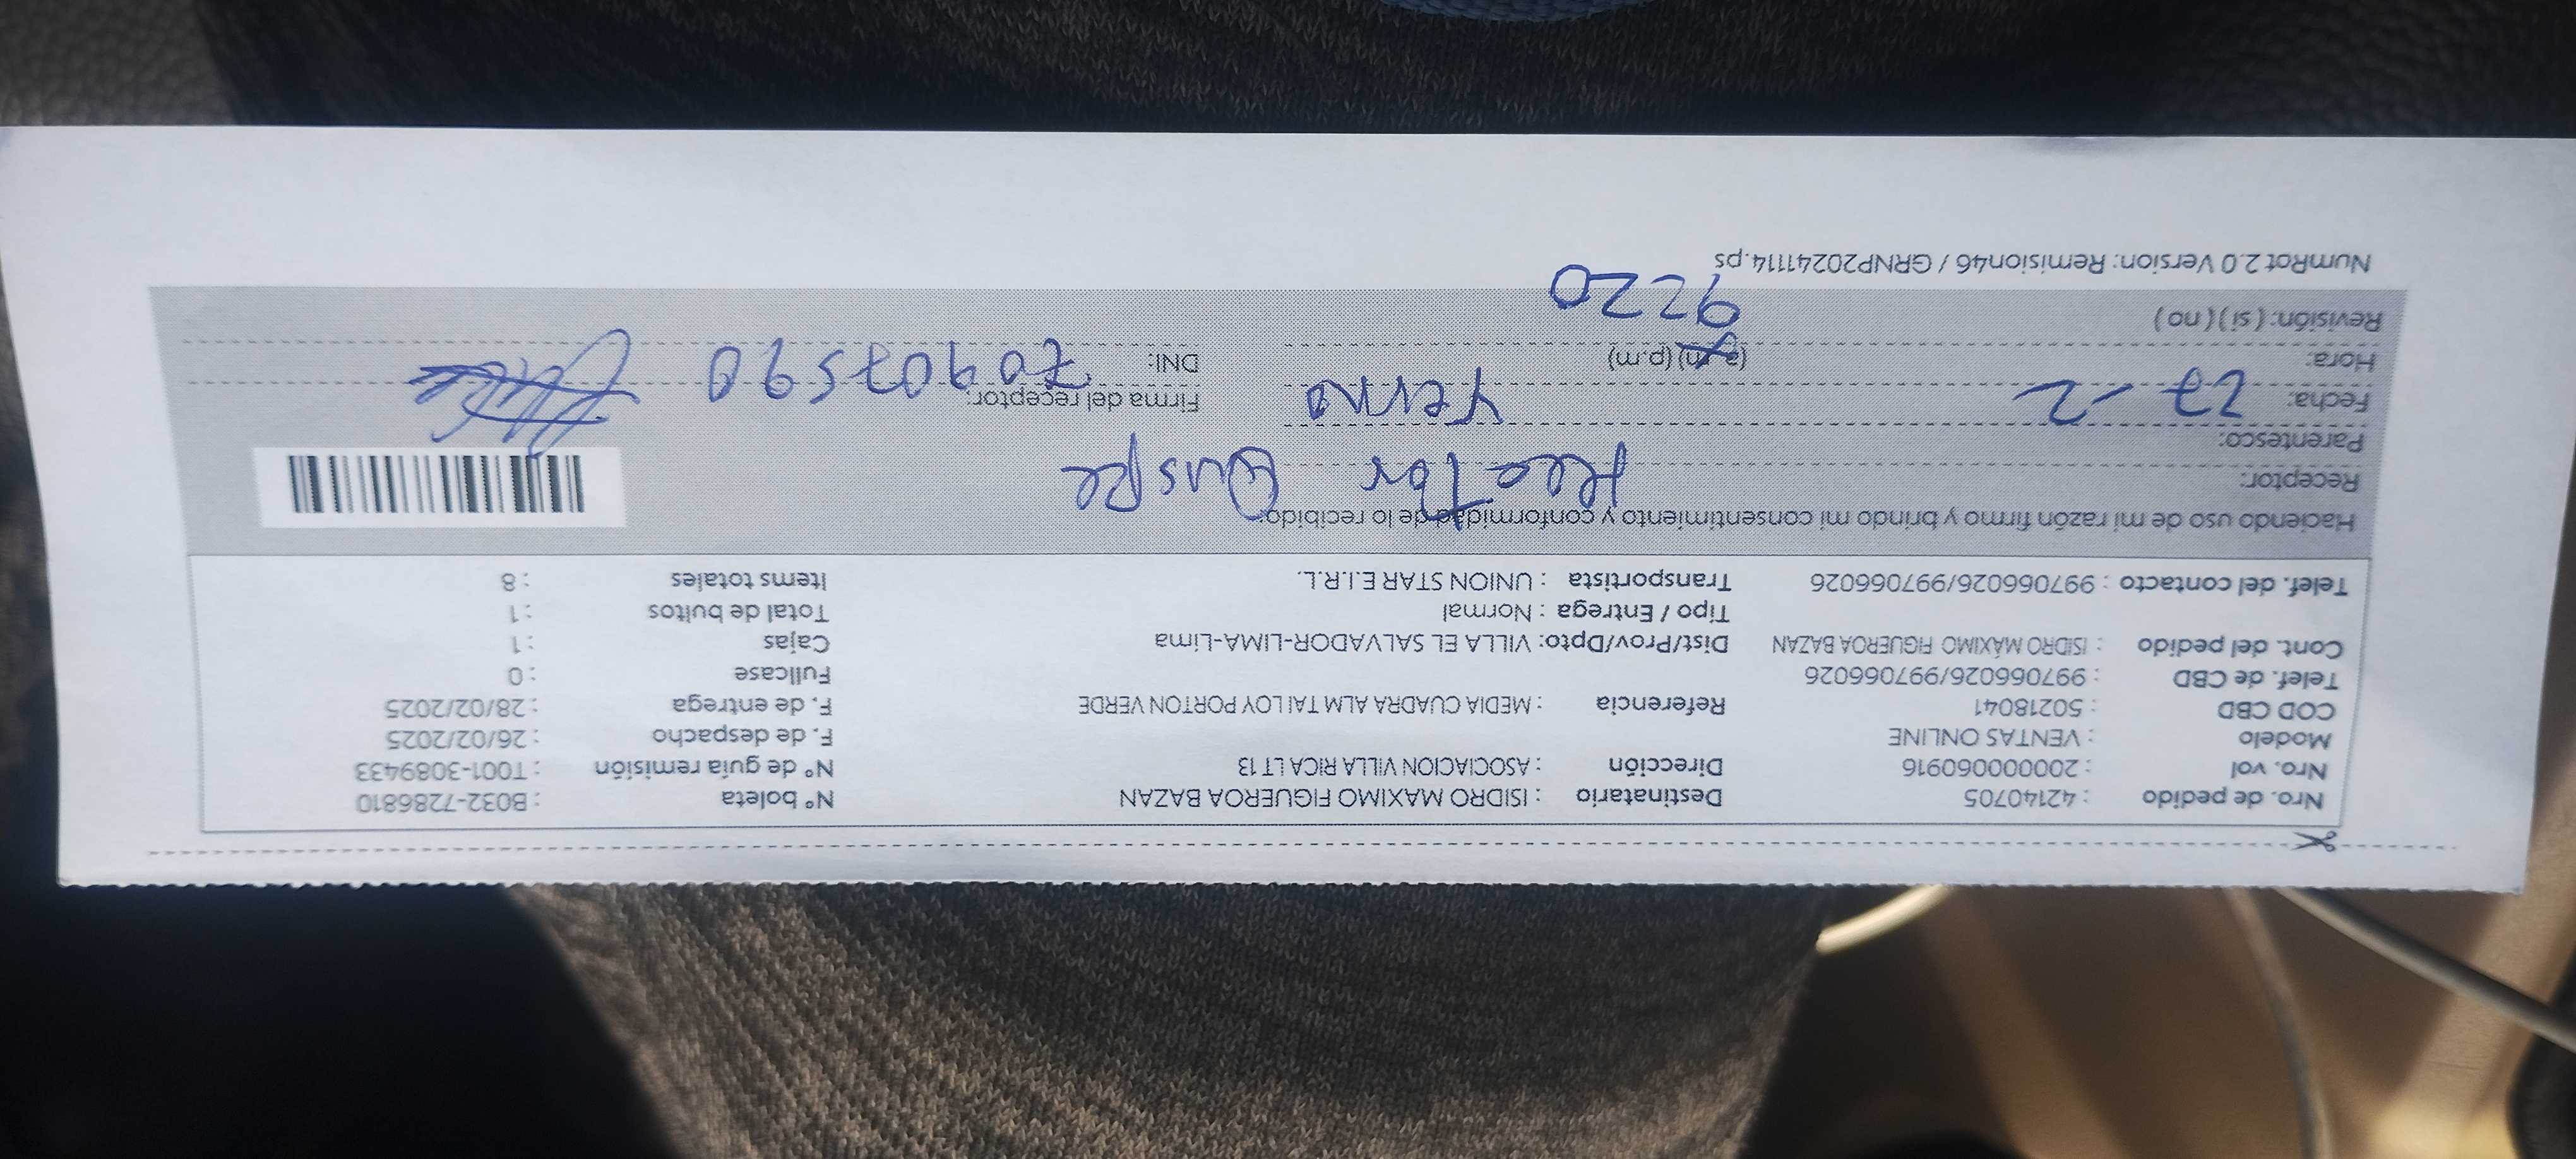 Nro. de pedido : 42140705 Destinatario : ISIDRO MAXIMO FIGUEROA BAZAN N° boleta : B032-7286810
Nro. vol : 20000060916 Dirección : ASOCIACION VILLA RICA LT 13 N° de guía remisión : T001-3089433
Modelo : VENTAS ONLINE F. de despacho : 26/02/2025
COD CBD : 50218041 Referencia : MEDIA CUADRA ALM TAI LOY PORTON VERDE F. de entrega : 28/02/2025
Telef. de CBD : 997066026/997066026 Fullcase : 0
Cont. del pedido : ISIDRO MÁXIMO FIGUEROA BAZAN Dist/Prov/Dpto: VILLA EL SALVADOR-LIMA-Lima Cajas : 1
Tipo / Entrega : Normal Total de bultos : 1
Telef. del contacto : 997066026/997066026 Transportista : UNION STAR E.I.R.L. Items totales : 8
Haciendo uso de mi razón firmo y brindo mi consentimiento y conformidad de lo recibido:
Receptor: Hector Quispe
Parentesco: Yerno
Fecha: 27-2 Firma del receptor:
Hora: (a.m) (p.m) DNI: 70907590
Revisión: ( si ) ( no ) 9220
NumRot 2.0 Version: Remision46 / GRNP20241114.ps